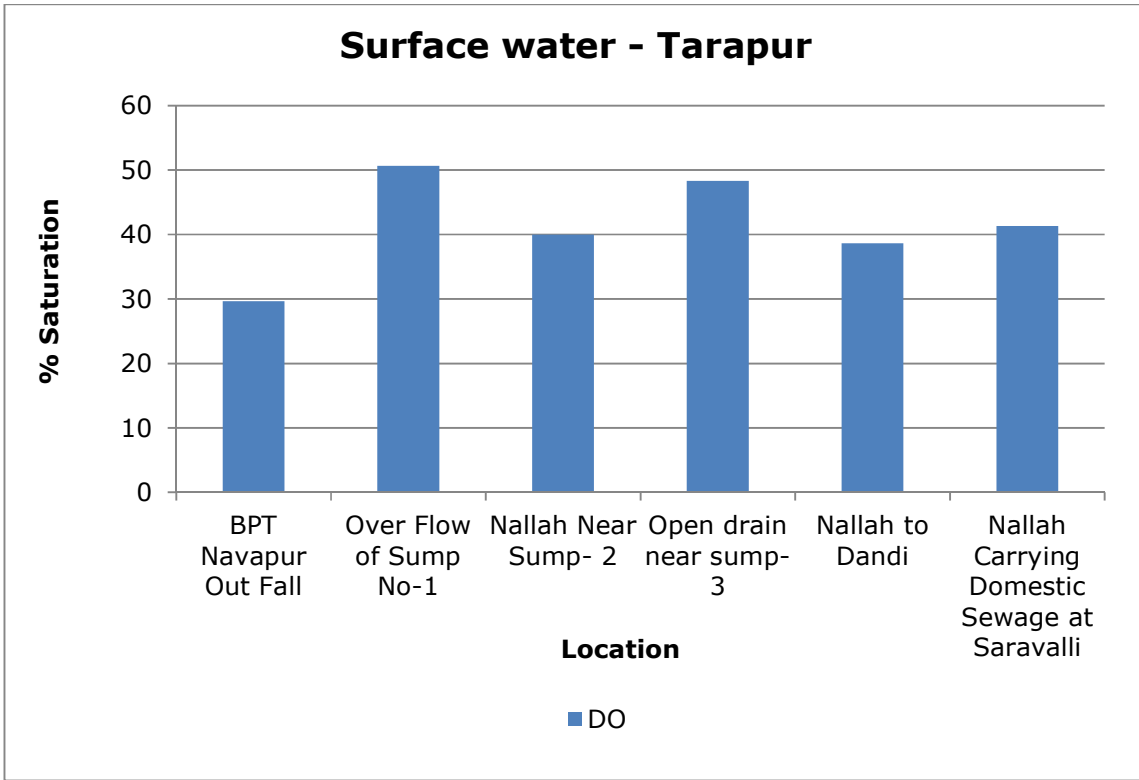 Surface water - Tarapur
% Saturation
60
50
40
30
20
10
0
BPT
Navapur
Out Fall
Over Flow
of Sump
No-1
Nallah Near
Sump- 2
Open drain
near sump-
3
Nallah to
Dandi
Nallah
Carrying
Domestic
Sewage at
Saravalli
Location
DO